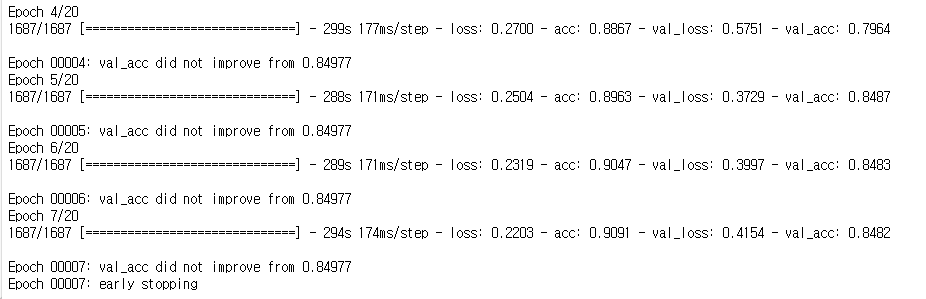 Epoch 4/20
1687/1687 [==============================] - 299s 177ms/step - loss: 0.2700 - acc: 0.8867 - val_loss: 0.5751 - val_acc: 0.7964
Epoch 00004: val_acc did not improve from 0.84977
Epoch 5/20
1687/1687 [==============================] - 288s 171ms/step - loss: 0.2504 - acc: 0.8963 - val_loss: 0.3729 - val_acc: 0.8487
Epoch 00005: val_acc did not improve from 0.84977
Epoch 6/20
1687/1687 [==============================] - 289s 171ms/step - loss: 0.2319 - acc: 0.9047 - val_loss: 0.3997 - val_acc: 0.8483
Epoch 00006: val_acc did not improve from 0.84977
Epoch 7/20
1687/1687 [==============================] - 294s 174ms/step - loss: 0.2203 - acc: 0.9091 - val_loss: 0.4154 - val_acc: 0.8482
Epoch 00007: val_acc did not improve from 0.84977
Epoch 00007: early stopping